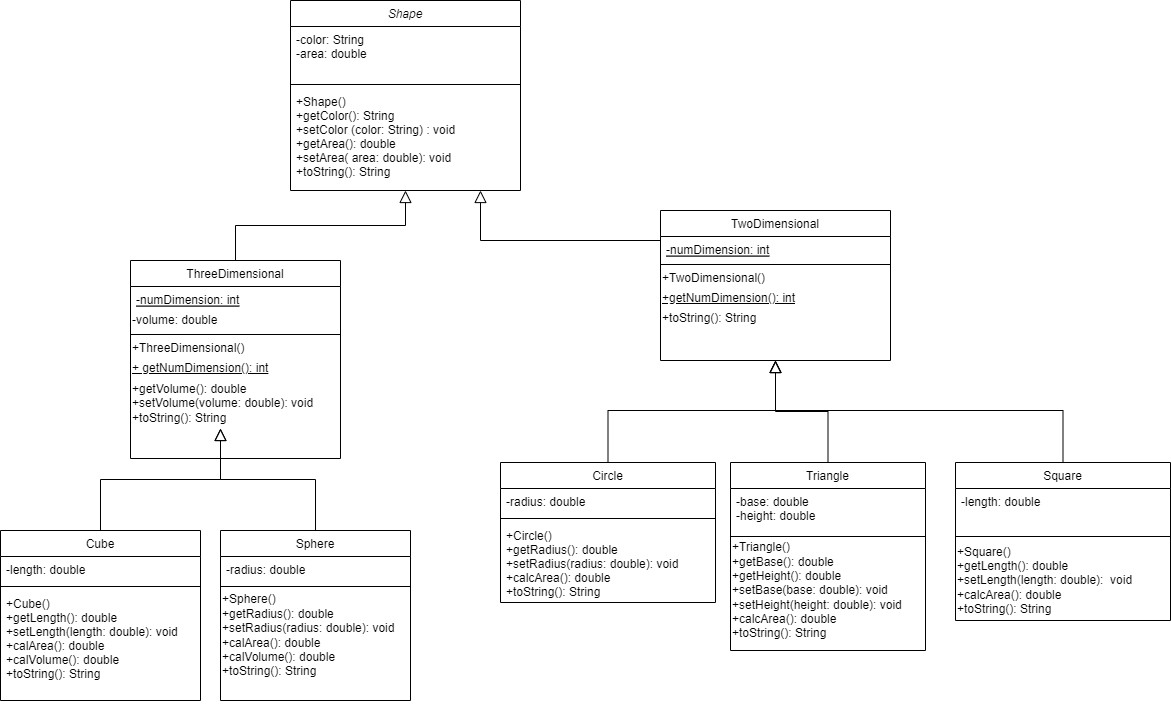 Shape
-color: String
-area: double
+Shape()
+getColor(): String
+setColor (color: String) : void
+getArea(): double
+setArea( area: double): void
+toString(): String
TwoDimensional
-numDimension: int
+TwoDimensional()
+getNumDimension(): int
+toString(): String
ThreeDimensional
-numDimension: int
-volume: double
+ThreeDimensional()
+ getNumDimension(): int
+getVolume(): double
+setVolume(volume: double): void
+toString(): String
Circle
-radius: double
+Circle()
+getRadius(): double
+setRadius(radius: double): void
+calcArea(): double
+toString(): String
Triangle
-base: double
-height: double
+Triangle()
+getBase(): double
+getHeight(): double
+setBase(base: double): void
+setHeight(height: double): void
+calcArea(): double
+toString(): String
Square
-length: double
+Square()
+getLength(): double
+setLength(length: double):  void
+calcArea(): double
+toString(): String
Cube
-length: double
+Cube()
+getLength(): double
+setLength(length: double): void
+calArea(): double
+calVolume(): double
+toString(): String
Sphere
-radius: double
+Sphere()
+getRadius(): double
+setRadius(radius: double): void
+calArea(): double
+calVolume(): double
+toString(): String